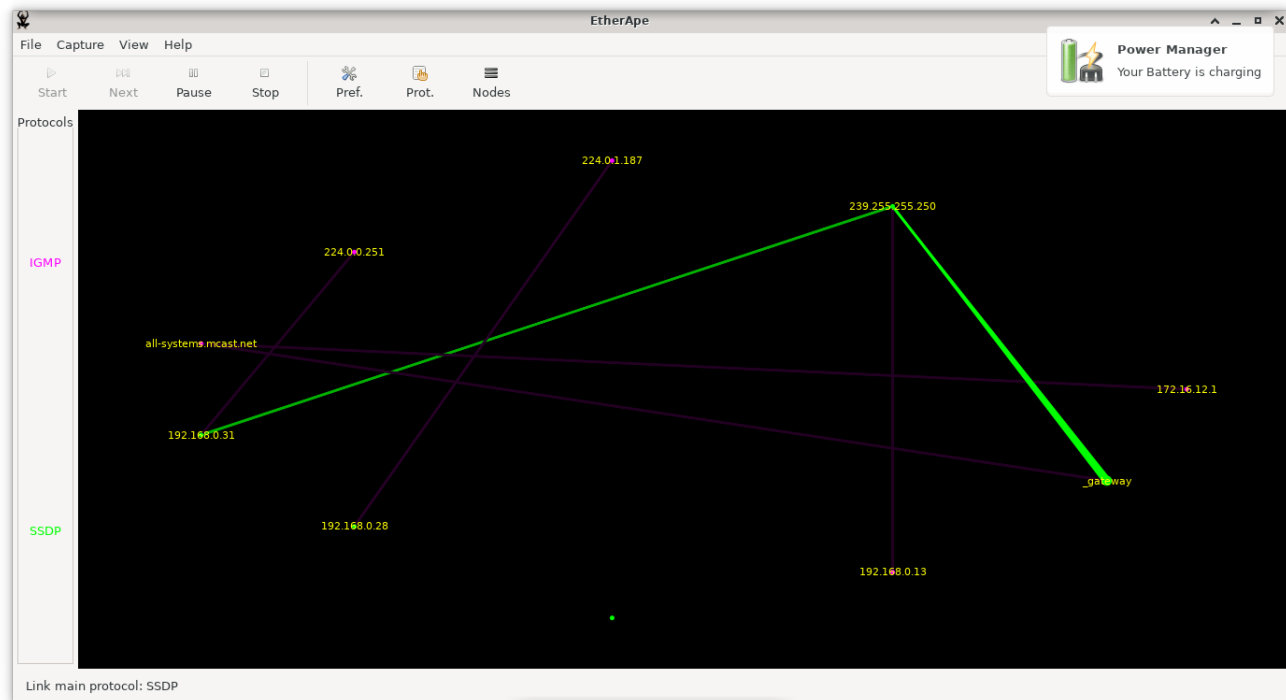 EtherApe
File Capture View Help
Power Manager
Your Battery is charging
Start Next Pause Stop Pref. Prot. Nodes
Protocols
224.0.1.187
239.255.255.250
224.0.0.251
IGMP
all-systems.mcast.net
172.16.12.1
192.168.0.31
_gateway
192.168.0.28
SSDP
192.168.0.13
Link main protocol: SSDP